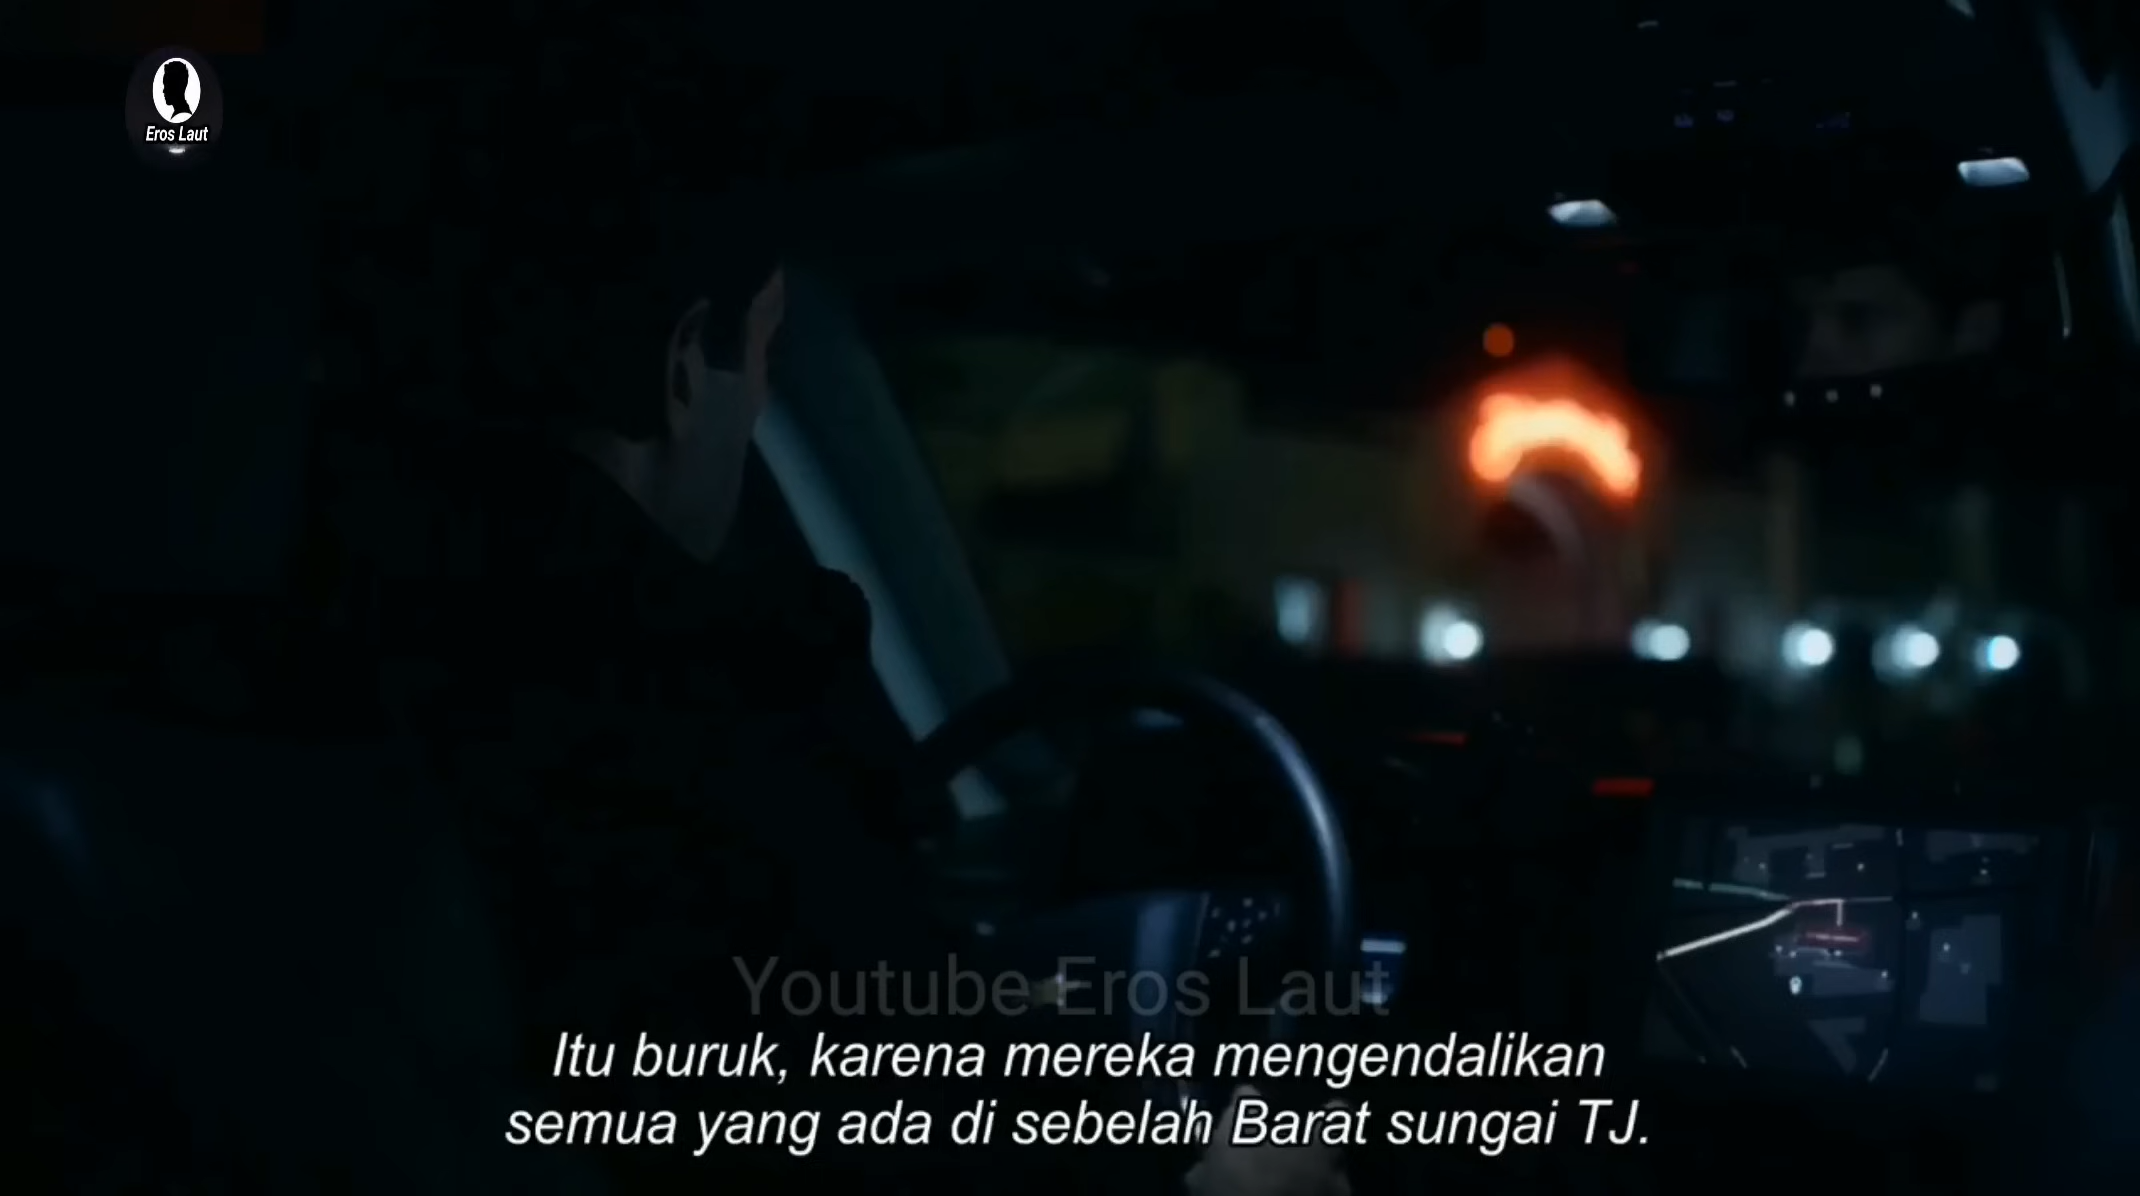 Eros Laut
Youtube Eros Laut
Itu buruk, karena mereka mengendalikan
semua yang ada di sebelah Barat sungai TJ.